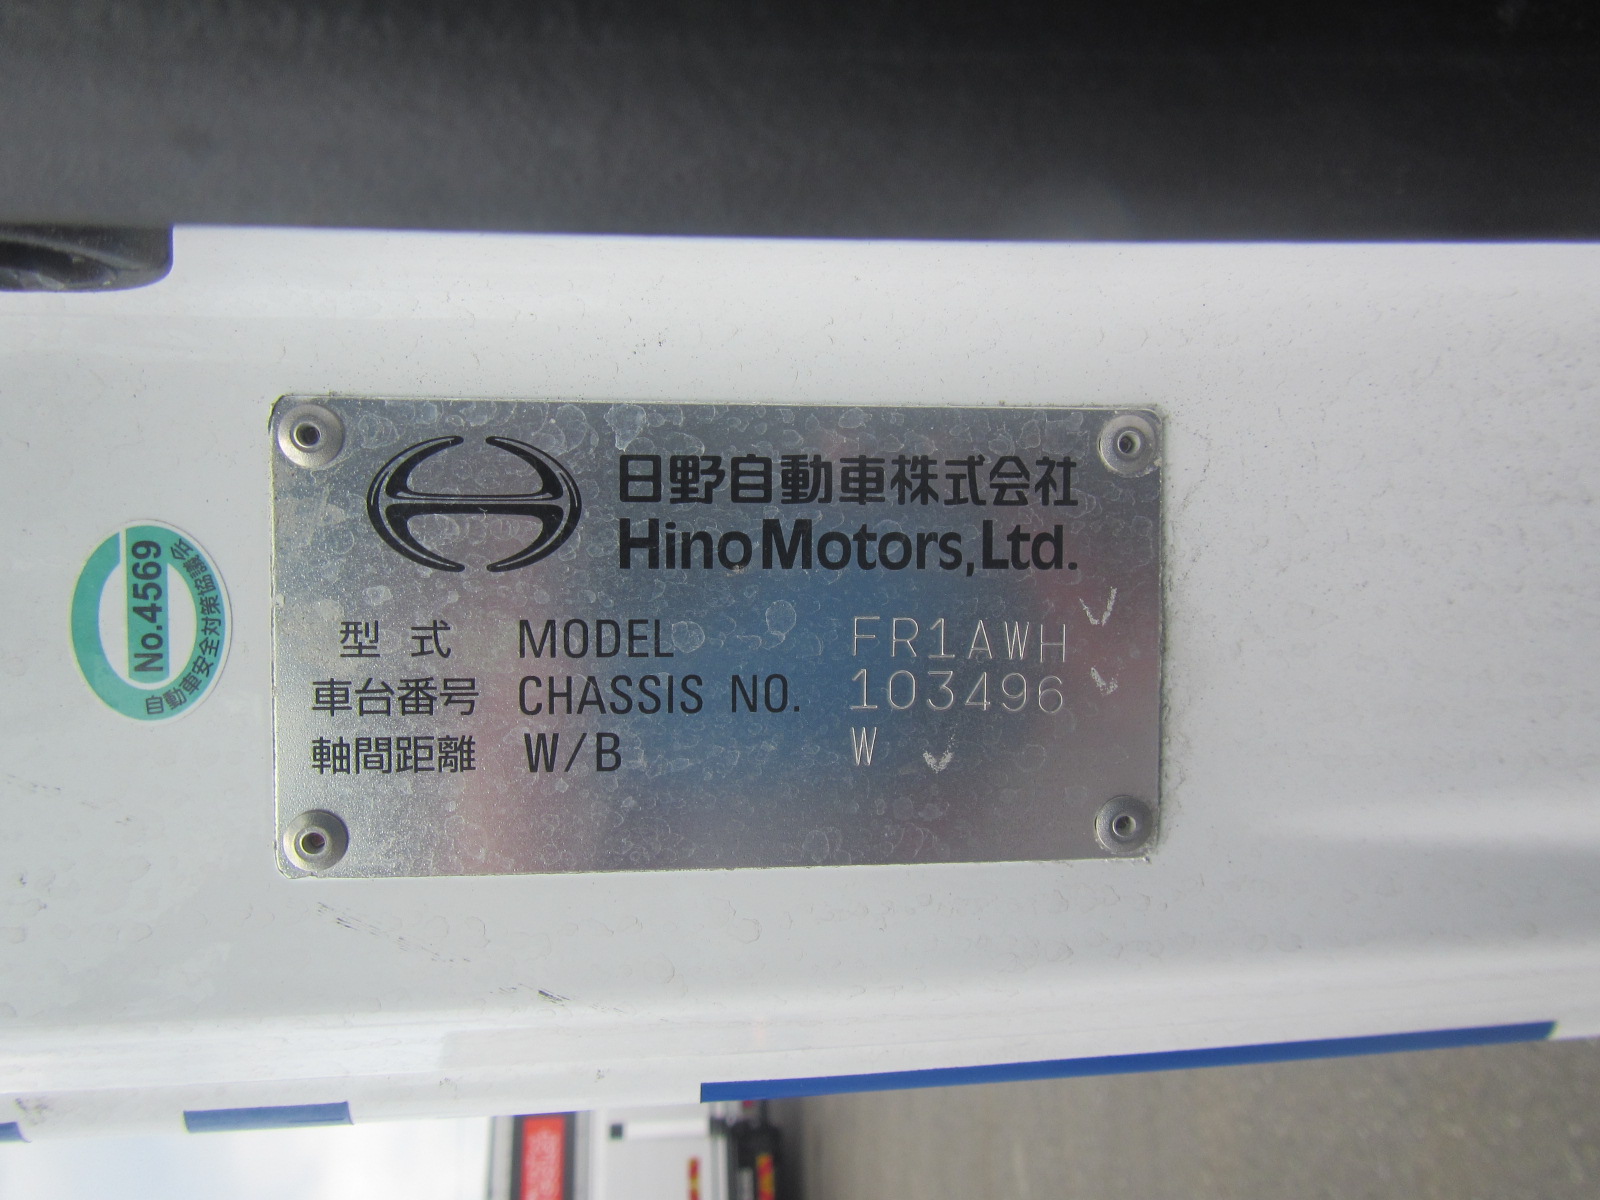 日野自動車株式会社
Hino Motors, Ltd.
型 式 MODEL FR1AWH
車台番号 CHASSIS NO. 103496
軸間距離 W/B W
No.4569
自動車安全対策協議会